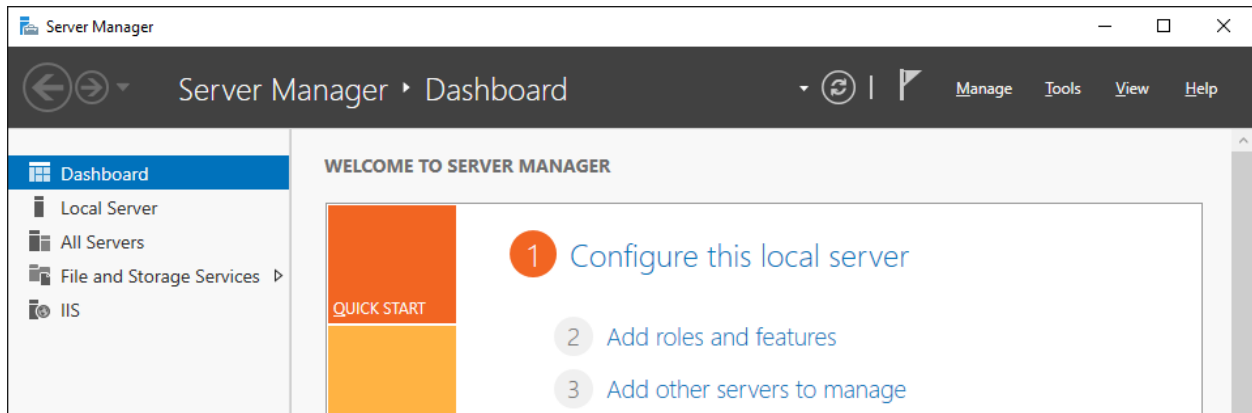 Server Manager
Server Manager ‣ Dashboard
Manage Tools View Help
Dashboard
Local Server
All Servers
File and Storage Services
IIS
WELCOME TO SERVER MANAGER
QUICK START
1 Configure this local server
2 Add roles and features
3 Add other servers to manage